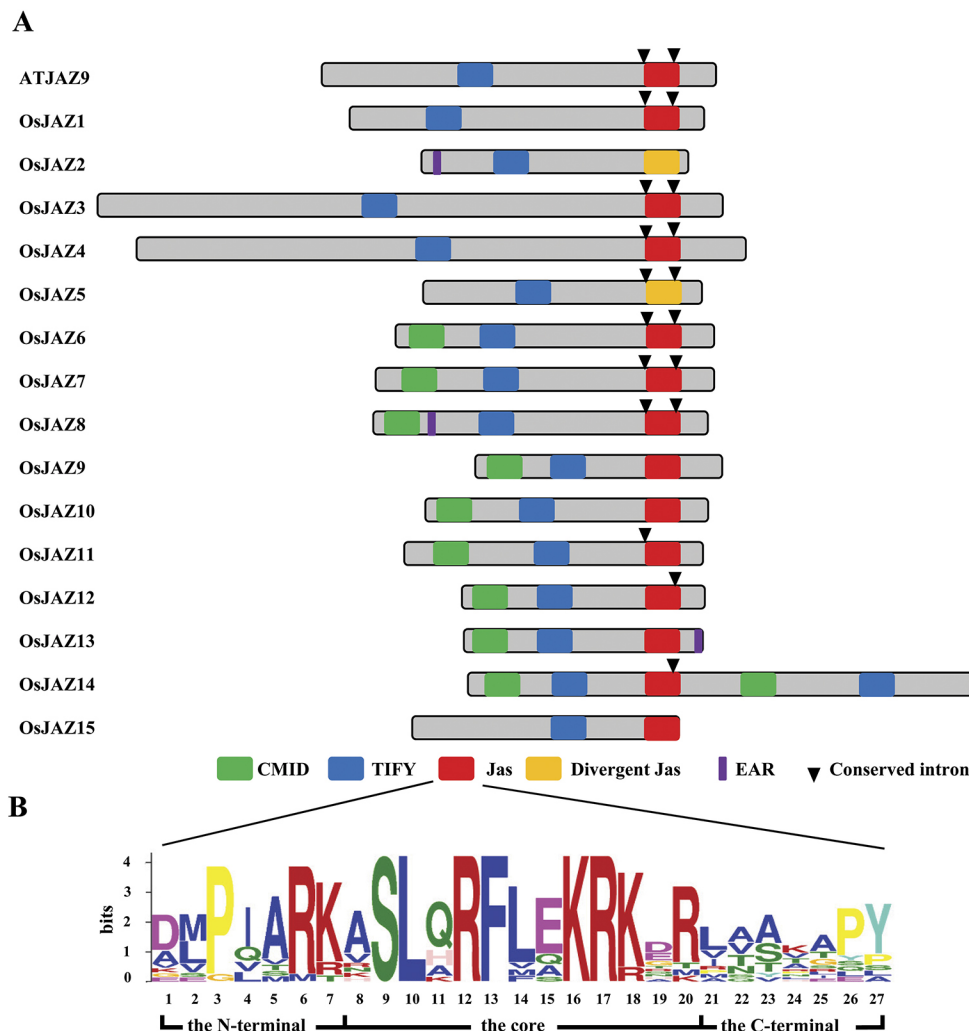 A
ATJAZ9
OsJAZ1
OsJAZ2
OsJAZ3
OsJAZ4
OsJAZ5
OsJAZ6
OsJAZ7
OsJAZ8
OsJAZ9
OsJAZ10
OsJAZ11
OsJAZ12
OsJAZ13
OsJAZ14
OsJAZ15
CMID TIFY Jas Divergent Jas EAR Conserved intron
B
bits
4
3
2
1
0
DMPIARKASLQRFLEKRK RLAAKAPY
1 2 3 4 5 6 7 8 9 10 11 12 13 14 15 16 17 18 19 20 21 22 23 24 25 26 27
the N-terminal the core the C-terminal